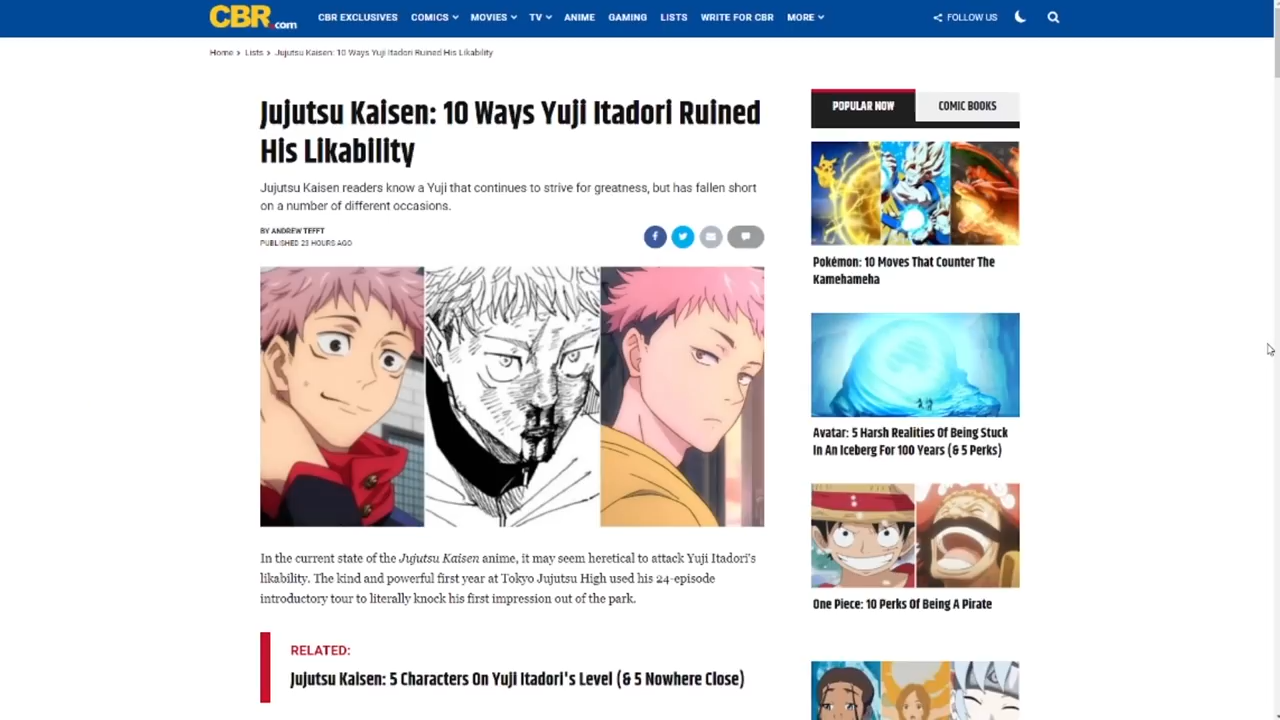 CBR.com
CBR EXCLUSIVES COMICS MOVIES TV ANIME GAMING LISTS WRITE FOR CBR MORE FOLLOW US
Home > Lists > Jujutsu Kaisen: 10 Ways Yuji Itadori Ruined His Likability
Jujutsu Kaisen: 10 Ways Yuji Itadori Ruined
His Likability
Jujutsu Kaisen readers know a Yuji that continues to strive for greatness, but has fallen short
on a number of different occasions.
BY ANDREW TEFFT
PUBLISHED 23 HOURS AGO
In the current state of the Jujutsu Kaisen anime, it may seem heretical to attack Yuji Itadori's
likability. The kind and powerful first year at Tokyo Jujutsu High used his 24-episode
introductory tour to literally knock his first impression out of the park.
RELATED:
Jujutsu Kaisen: 5 Characters On Yuji Itadori's Level (& 5 Nowhere Close)
POPULAR NOW COMIC BOOKS
Pokémon: 10 Moves That Counter The
Kamehameha
Avatar: 5 Harsh Realities Of Being Stuck
In An Iceberg For 100 Years (& 5 Perks)
One Piece: 10 Perks Of Being A Pirate